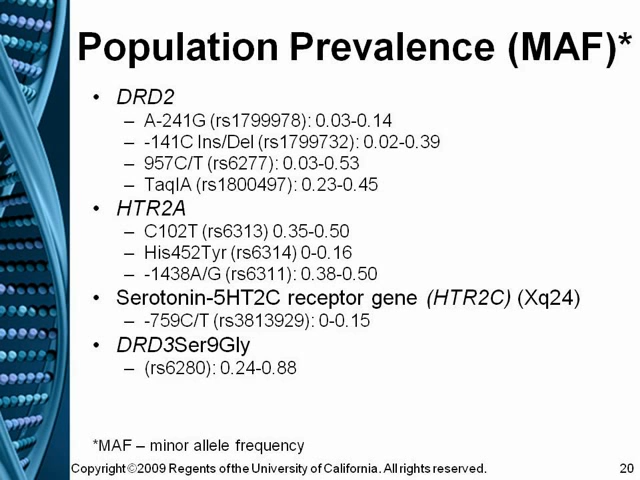 Population Prevalence (MAF)*
• DRD2
– A-241G (rs1799978): 0.03-0.14
– -141C Ins/Del (rs1799732): 0.02-0.39
– 957C/T (rs6277): 0.03-0.53
– TaqIA (rs1800497): 0.23-0.45
• HTR2A
– C102T (rs6313) 0.35-0.50
– His452Tyr (rs6314) 0-0.16
– -1438A/G (rs6311): 0.38-0.50
• Serotonin-5HT2C receptor gene (HTR2C) (Xq24)
– -759C/T (rs3813929): 0-0.15
• DRD3Ser9Gly
– (rs6280): 0.24-0.88
*MAF – minor allele frequency
Copyright ©2009 Regents of the University of California. All rights reserved. 20